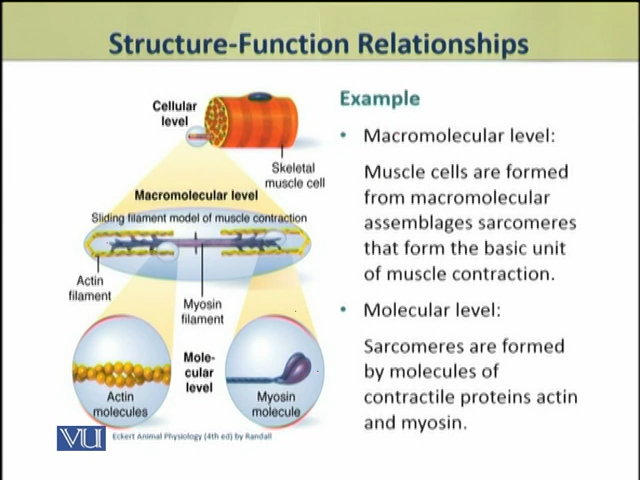 Structure-Function Relationships
Cellular
level
Skeletal
muscle cell
Macromolecular level
Sliding filament model of muscle contraction
Actin
filament
Myosin
filament
Mole-
cular
level
Actin
molecules
Myosin
molecule
VU
Eckert Animal Physiology (4th ed) by Randall
Example
• Macromolecular level:
Muscle cells are formed
from macromolecular
assemblages sarcomeres
that form the basic unit
of muscle contraction.
• Molecular level:
Sarcomeres are formed
by molecules of
contractile proteins actin
and myosin.